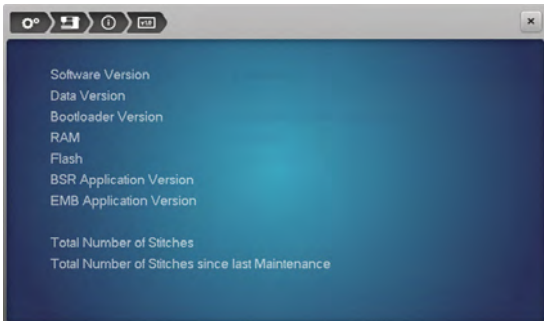 Software Version
Data Version
Bootloader Version
RAM
Flash
BSR Application Version
EMB Application Version
Total Number of Stitches
Total Number of Stitches since last Maintenance